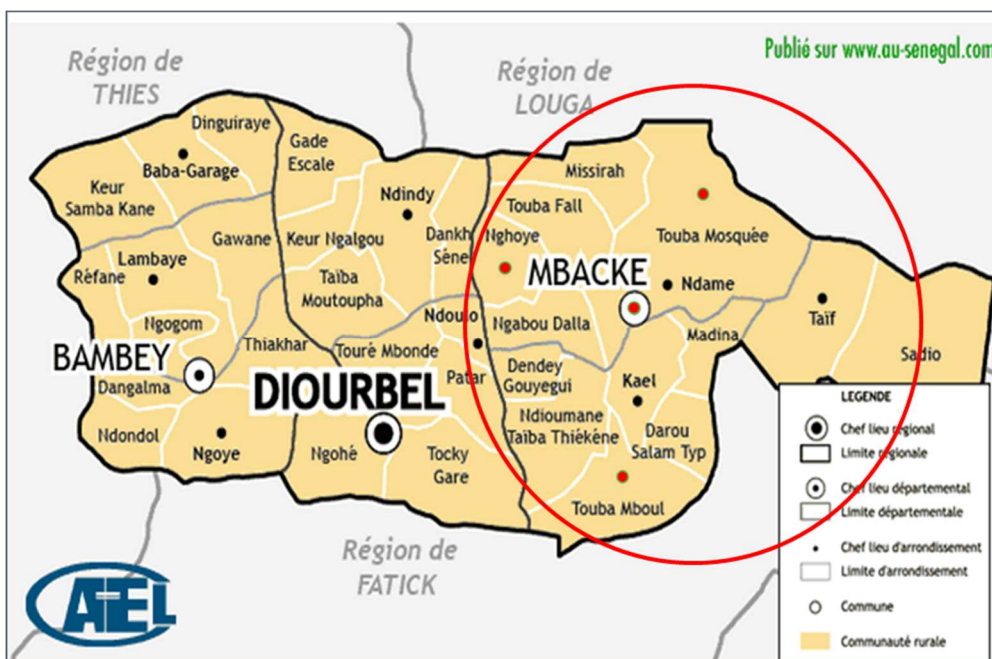 Publié sur www.au-senegal.com
Région de
THIES
Région de
LOUGA
Dinguiraye
Gade
Escale
Baba-Garage
Missirah
Keur
Samba Kane
Ndindy
Touba Fall
Gawane
Keur Ngalgou
Dankh
Sène
Nghoye
Touba Mosquée
Lambaye
Réfane
Taïba
Moutoupha
MBACKE
Ndame
Ngogom
Ndoulo
Ngabou Dalla
Madina
Taïf
Thiakhar
Touré Mbonde
Sadio
BAMBEY
Dangalma
Patar
Dendey
Gouyegui
Kael
DIOURBEL
Ndioumane
Taïba Thiékène
Darou
Salam Typ
Ndondol
Ngoye
Ngohé
Tocky
Gare
Touba Mboul
Région de
FATICK
LEGENDE
Chef lieu régional
Limite régionale
Chef lieu départemental
Limite départementale
Chef lieu d'arrondissement
Limite d'arrondissement
Commune
Communauté rurale
ATEL